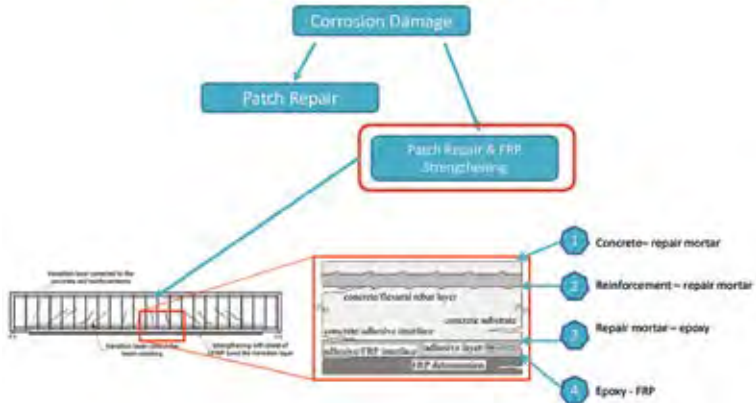 Corrosion Damage
Patch Repair
Patch Repair & FRP
Strengthening
1 Concrete– repair mortar
2 Reinforcement – repair mortar
3 Repair mortar – epoxy
4 Epoxy - FRP
concrete flexural rebar layer
concrete substrate
concrete adhesive interface
adhesive layer
adhesive FRP interface
FRP delamination